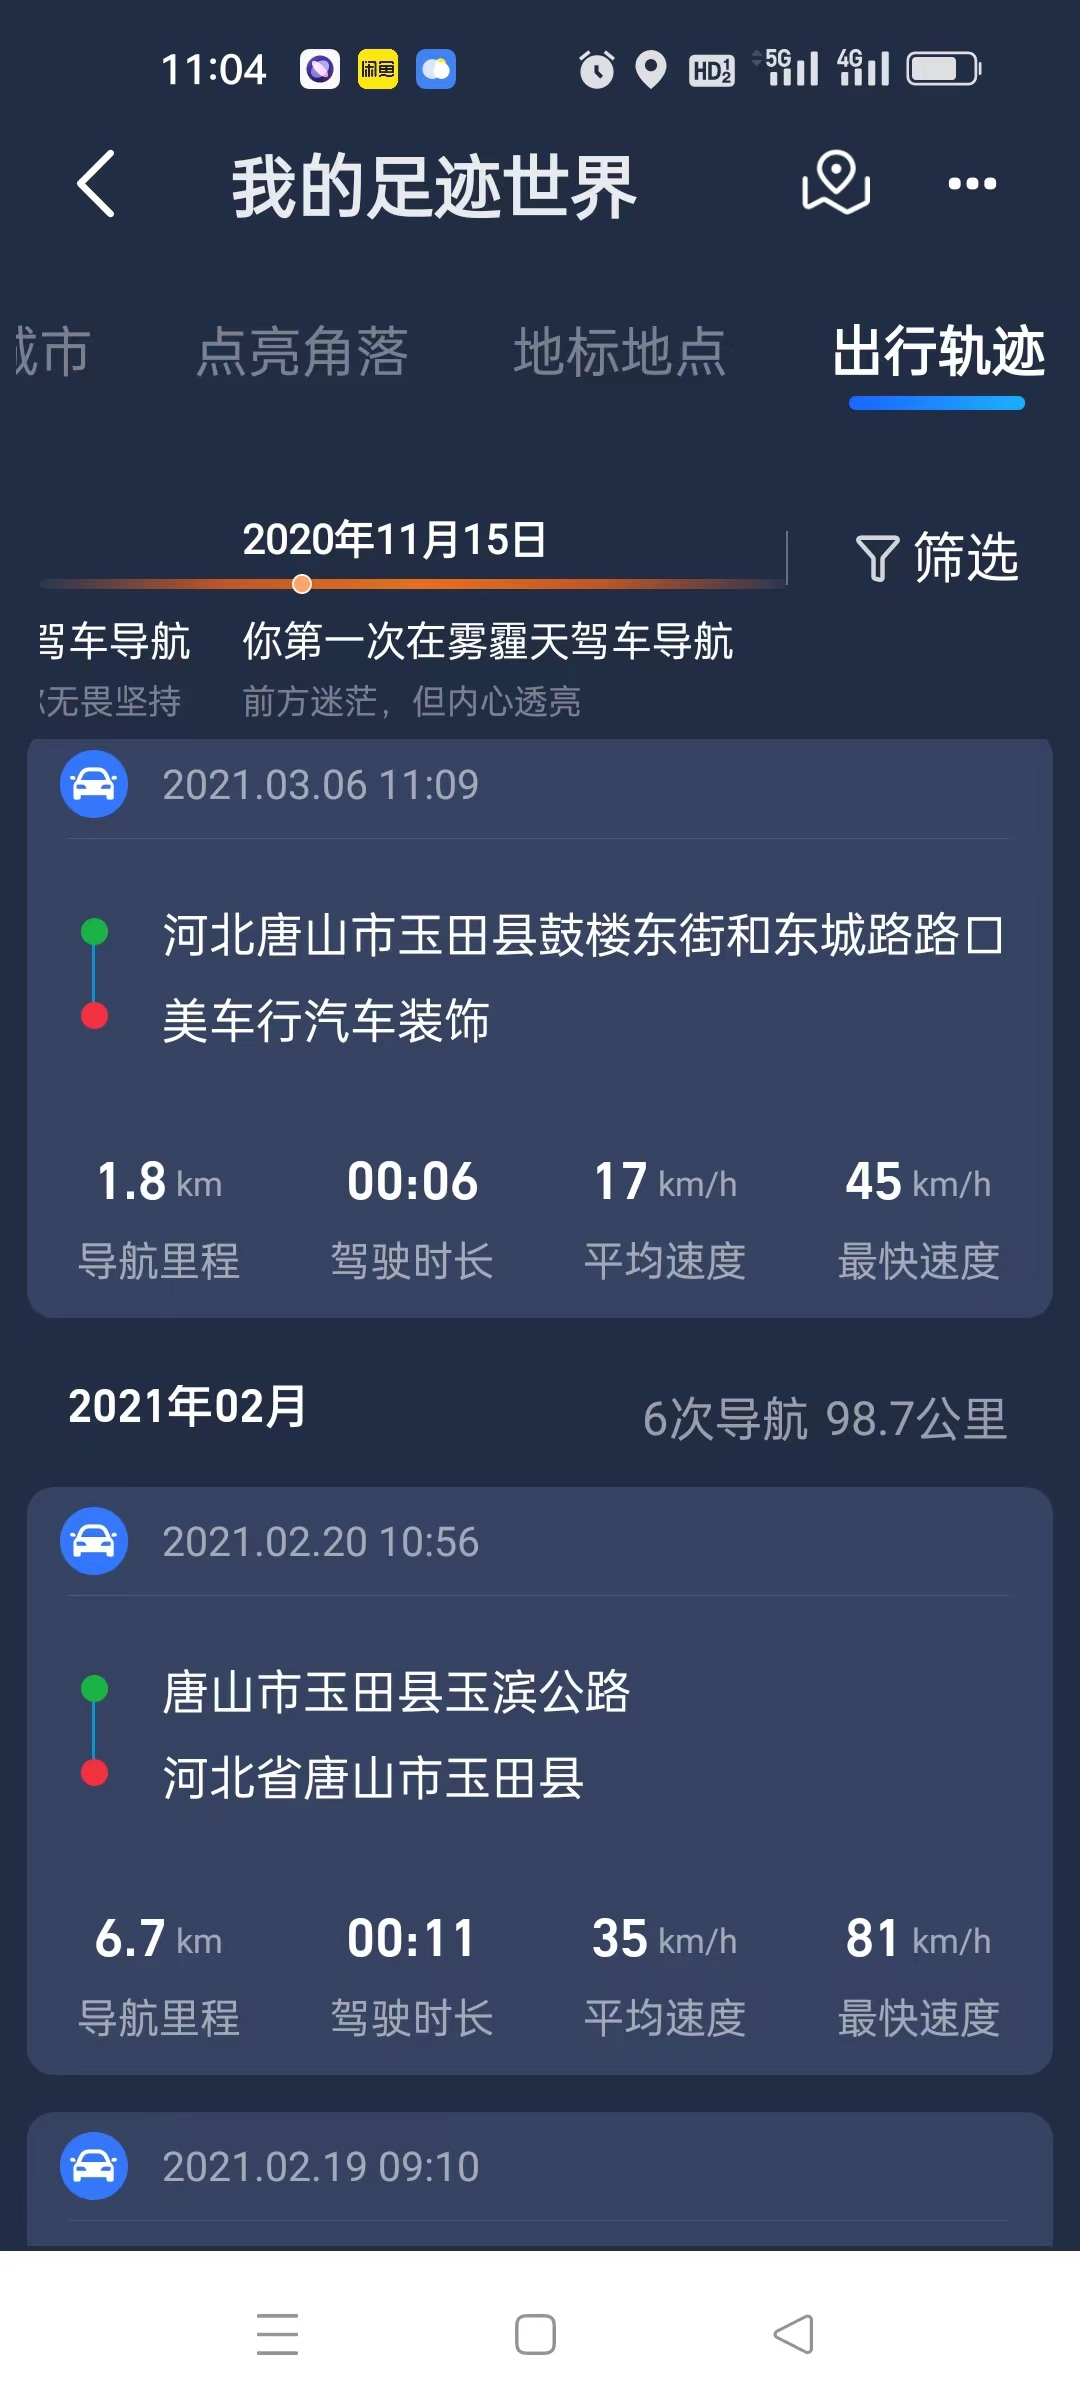 11:04 闲鱼 HD 1 2 5G 4G
我的足迹世界
城市 点亮角落 地标地点 出行轨迹
2020年11月15日
筛选
驾车导航 你第一次在雾霾天驾车导航
无畏坚持 前方迷茫，但内心透亮
2021.03.06 11:09
河北唐山市玉田县鼓楼东街和东城路路口
美车行汽车装饰
1.8 km 00:06 17 km/h 45 km/h
导航里程 驾驶时长 平均速度 最快速度
2021年02月 6次导航 98.7公里
2021.02.20 10:56
唐山市玉田县玉滨公路
河北省唐山市玉田县
6.7 km 00:11 35 km/h 81 km/h
导航里程 驾驶时长 平均速度 最快速度
2021.02.19 09:10